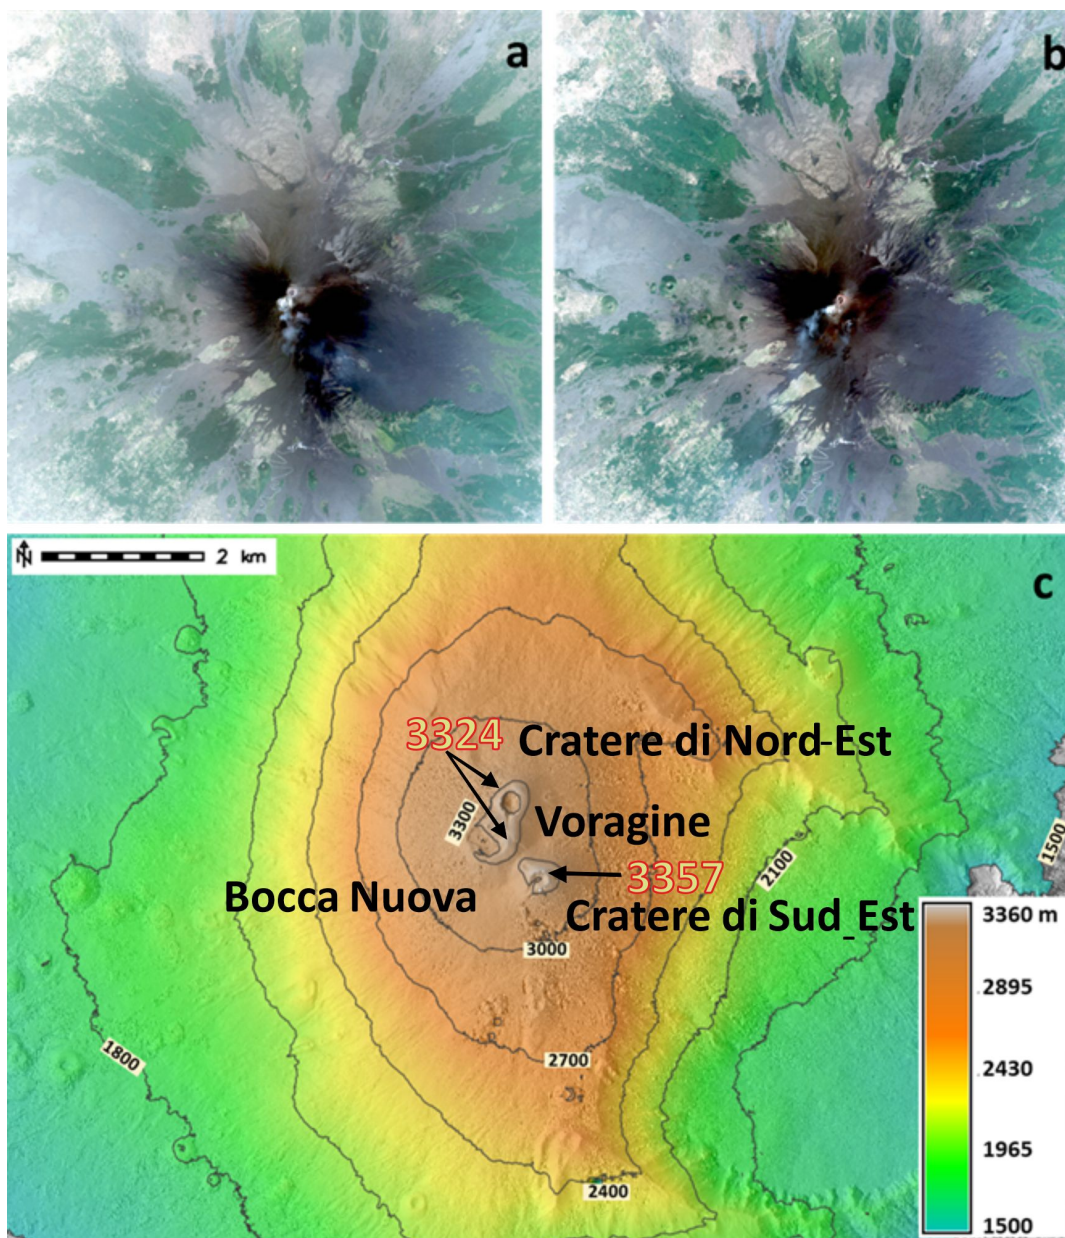 a
b
N 2 km
c
3324 Cratere di Nord-Est
3300
Voragine
1500
2100
3357
Bocca Nuova
Cratere di Sud_Est
3360 m
3000
2895
2700
2430
1800
1965
2400
1500